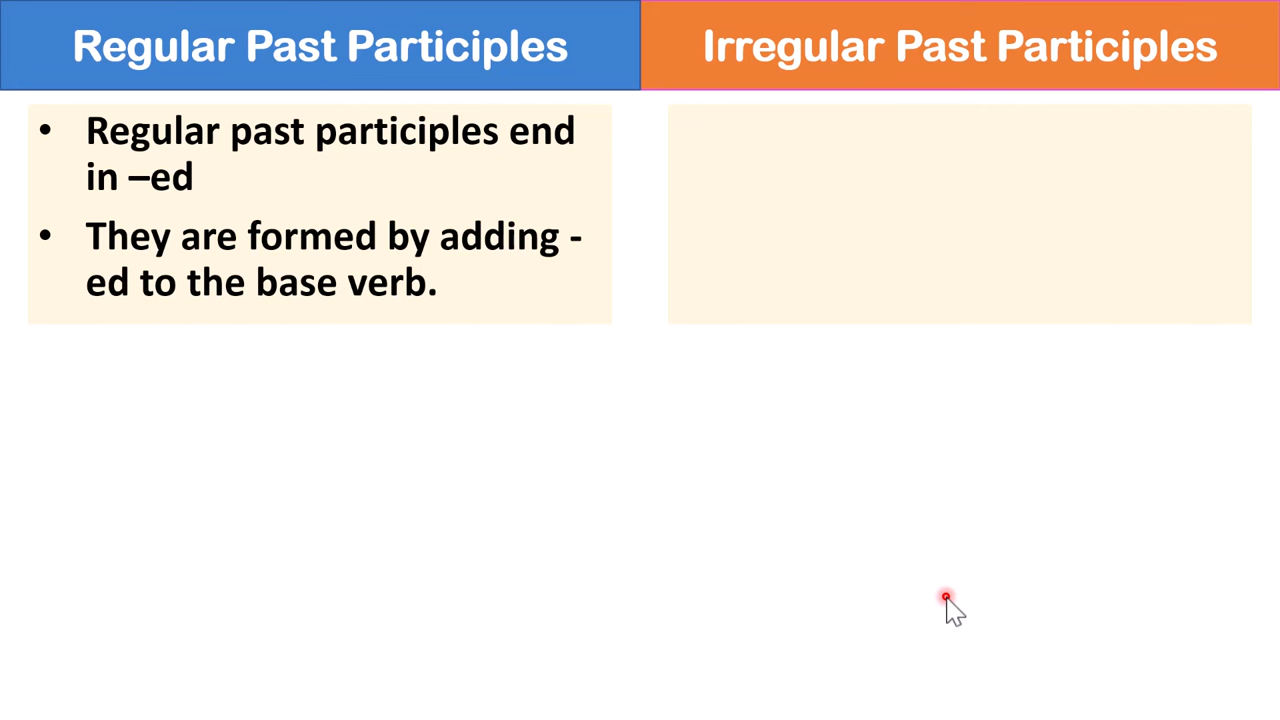 Regular Past Participles
Irregular Past Participles
• Regular past participles end
in –ed
• They are formed by adding -
ed to the base verb.